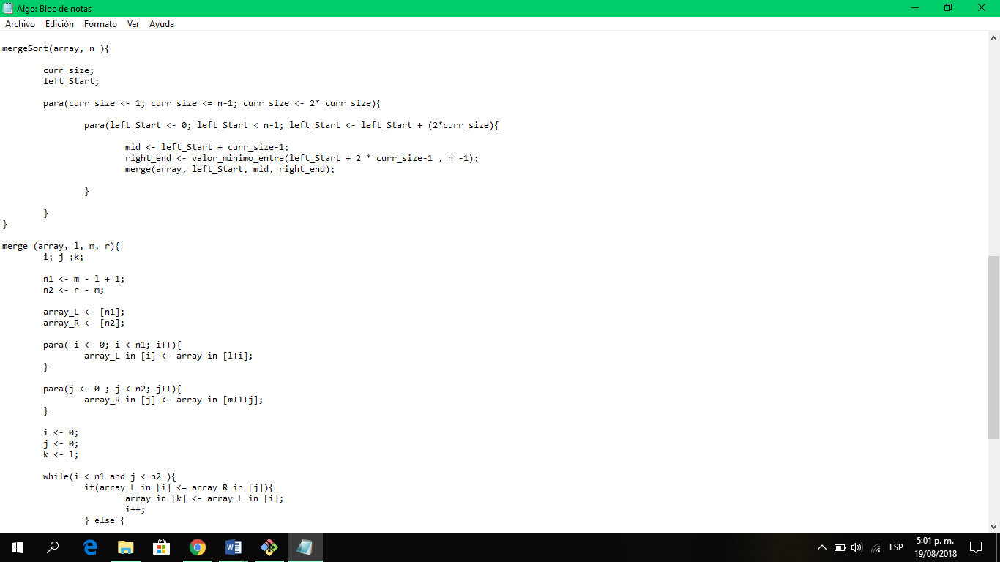 Algo: Bloc de notas
Archivo Edición Formato Ver Ayuda
mergeSort(array, n ){
curr_size;
left_Start;
para(curr_size <- 1; curr_size <= n-1; curr_size <- 2* curr_size){
para(left_Start <- 0; left_Start < n-1; left_Start <- left_Start + (2*curr_size){
mid <- left_Start + curr_size-1;
right_end <- valor_minimo_entre(left_Start + 2 * curr_size-1 , n -1);
merge(array, left_Start, mid, right_end);
}
}
}
merge (array, l, m, r){
i; j ;k;
n1 <- m - l + 1;
n2 <- r - m;
array_L <- [n1];
array_R <- [n2];
para( i <- 0; i < n1; i++){
array_L in [i] <- array in [l+i];
}
para(j <- 0 ; j < n2; j++){
array_R in [j] <- array in [m+1+j];
}
i <- 0;
j <- 0;
k <- l;
while(i < n1 and j < n2 ){
if(array_L in [i] <= array_R in [j]){
array in [k] <- array_L in [i];
i++;
} else {
ESP
5:01 p. m.
19/08/2018